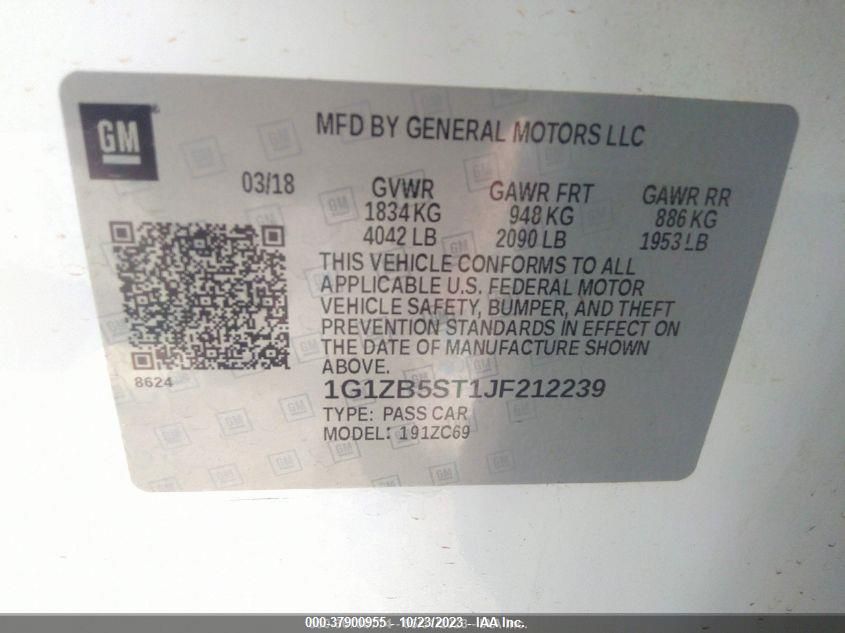 GM
MFD BY GENERAL MOTORS LLC
03/18
GVWR GAWR FRT GAWR RR
1834 KG 948 KG 886 KG
4042 LB 2090 LB 1953 LB
THIS VEHICLE CONFORMS TO ALL
APPLICABLE U.S. FEDERAL MOTOR
VEHICLE SAFETY, BUMPER, AND THEFT
PREVENTION STANDARDS IN EFFECT ON
THE DATE OF MANUFACTURE SHOWN
ABOVE.
8624
1G1ZB5ST1JF212239
TYPE: PASS CAR
MODEL: 191ZC69
000-37900955 - 10/23/2023 - IAA Inc.